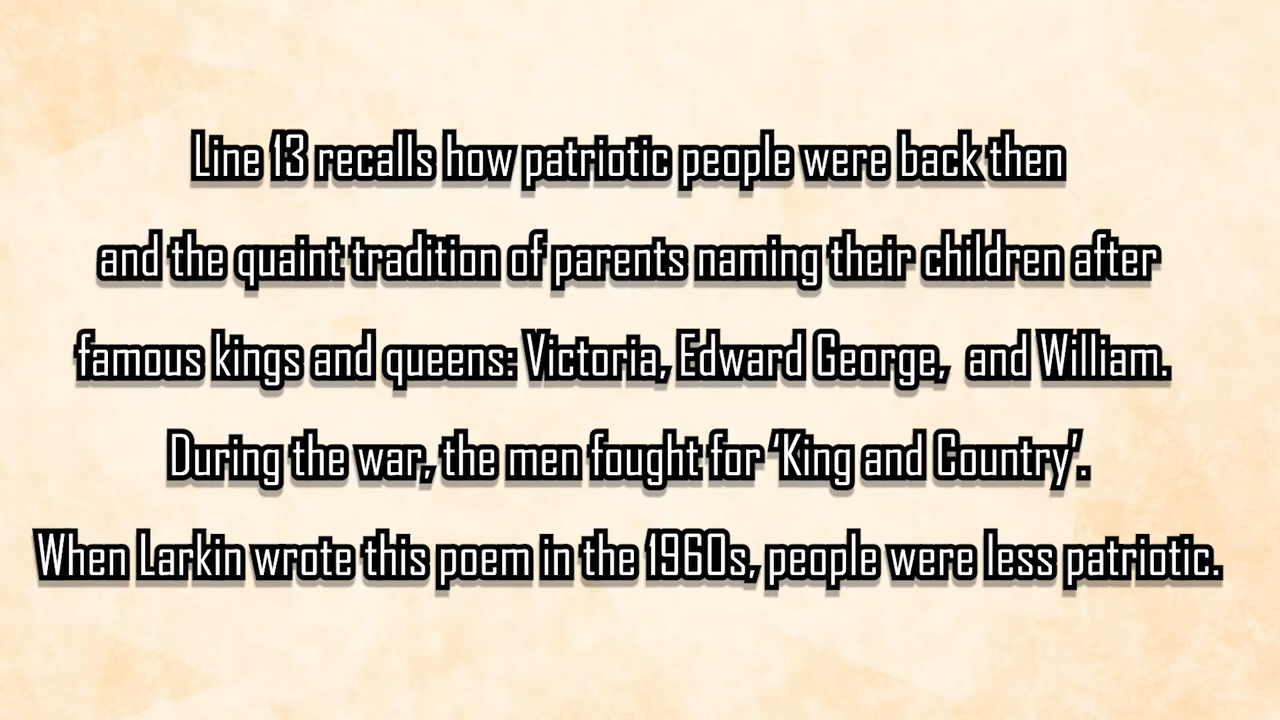 Line 13 recalls how patriotic people were back then
and the quaint tradition of parents naming their children after
famous kings and queens: Victoria, Edward George,  and William.
During the war, the men fought for ‘King and Country’.
When Larkin wrote this poem in the 1960s, people were less patriotic.